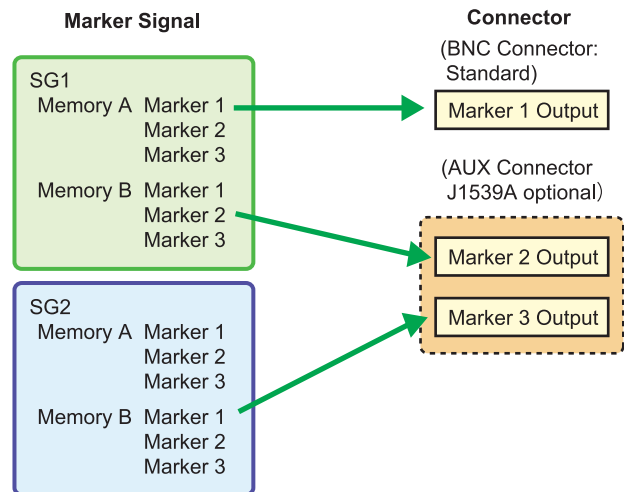 Marker Signal
SG1
Memory A Marker 1
Marker 2
Marker 3
Memory B Marker 1
Marker 2
Marker 3
SG2
Memory A Marker 1
Marker 2
Marker 3
Memory B Marker 1
Marker 2
Marker 3
Connector
(BNC Connector:
Standard)
Marker 1 Output
(AUX Connector
J1539A optional)
Marker 2 Output
Marker 3 Output